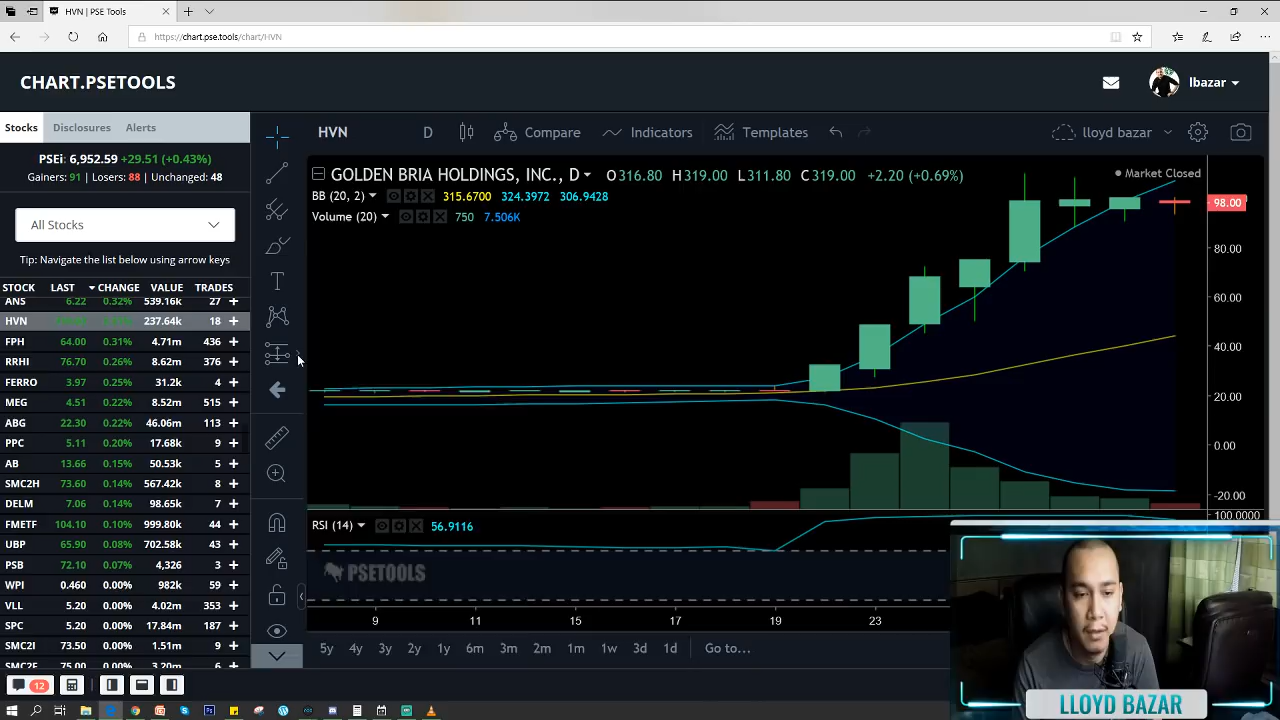 HVN | PSE Tools
https://chart.pse.tools/chart/HVN
CHART.PSETOOLS
lbazar
Stocks Disclosures Alerts
PSEi: 6,952.59 +29.51 (+0.43%)
Gainers: 91 | Losers: 88 | Unchanged: 48
All Stocks
Tip: Navigate the list below using arrow keys
STOCK LAST CHANGE VALUE TRADES
ANS 6.22 0.32% 539.16k 27 +
HVN 237.64k 18 +
FPH 64.00 0.31% 4.71m 436 +
RRHI 76.70 0.26% 8.62m 376 +
FERRO 3.97 0.25% 31.2k 4 +
MEG 4.51 0.22% 8.52m 515 +
ABG 22.30 0.22% 46.06m 113 +
PPC 5.11 0.20% 17.68k 9 +
AB 13.66 0.15% 50.53k 5 +
SMC2H 73.60 0.14% 567.42k 8 +
DELM 7.06 0.14% 98.65k 7 +
FMETF 104.10 0.10% 999.80k 44 +
UBP 65.90 0.08% 702.58k 43 +
PSB 72.10 0.07% 4,326 3 +
WPI 0.460 0.00% 982k 59 +
VLL 5.20 0.00% 4.02m 353 +
SPC 5.20 0.00% 17.84m 187 +
SMC2I 73.50 0.00% 1.51m 9 +
SMC2F 75.00 0.00% 3.20m 6 +
12
HVN D Compare Indicators Templates lloyd bazar
GOLDEN BRIA HOLDINGS, INC., D O316.80 H319.00 L311.80 C319.00 +2.20 (+0.69%)
Market Closed
BB (20, 2) 315.6700 324.3972 306.9428
Volume (20) 750 7.506K
98.00
80.00
60.00
40.00
20.00
0.00
-20.00
100.0000
RSI (14) 56.9116
PSETOOLS
9 11 15 17 19 23
5y 4y 3y 2y 1y 6m 3m 2m 1m 1w 3d 1d Go to...
LLOYD BAZAR